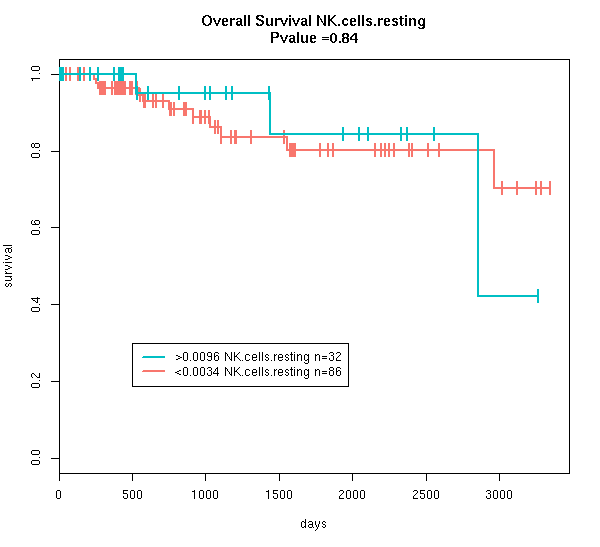 Overall Survival NK.cells.resting
Pvalue =0.84
1.0
0.8
0.6
0.4
0.2
0.0
survival
>0.0096 NK.cells.resting n=32
<0.0034 NK.cells.resting n=86
0 500 1000 1500 2000 2500 3000
days